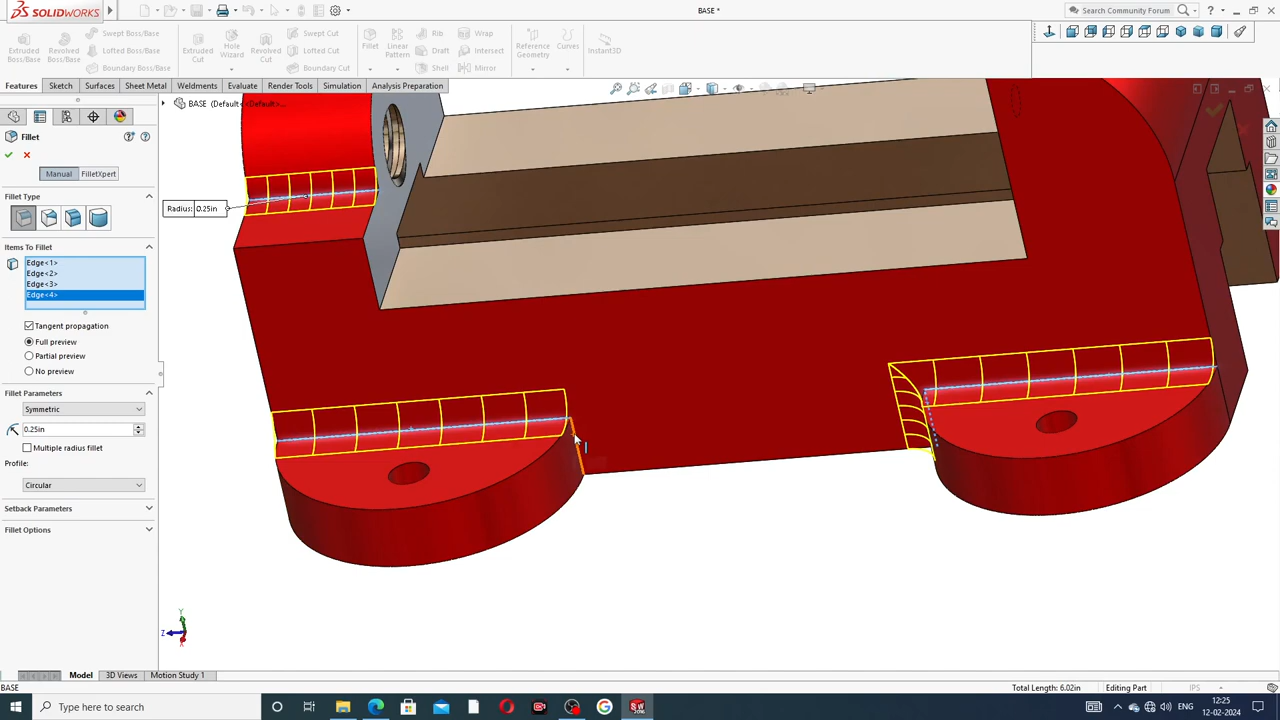 SOLIDWORKS
BASE *
Search Community Forum
Extruded Boss/Base
Revolved Boss/Base
Swept Boss/Base
Lofted Boss/Base
Boundary Boss/Base
Extruded Cut
Hole Wizard
Revolved Cut
Swept Cut
Lofted Cut
Boundary Cut
Fillet
Linear Pattern
Rib
Draft
Shell
Wrap
Intersect
Mirror
Reference Geometry
Curves
Instant3D
Features
Sketch
Surfaces
Sheet Metal
Weldments
Evaluate
Render Tools
Simulation
Analysis Preparation
BASE (Default<<Default>...
Fillet
Manual
FilletXpert
Fillet Type
Radius: 0.25in
Items To Fillet
Edge<1>
Edge<2>
Edge<3>
Edge<4>
Tangent propagation
Full preview
Partial preview
No preview
Fillet Parameters
Symmetric
0.25in
Multiple radius fillet
Profile:
Circular
Setback Parameters
Fillet Options
Y
Z
X
Model
3D Views
Motion Study 1
BASE
Total Length: 6.02in
Editing Part
IPS
Type here to search
ENG
12:25
12-02-2024